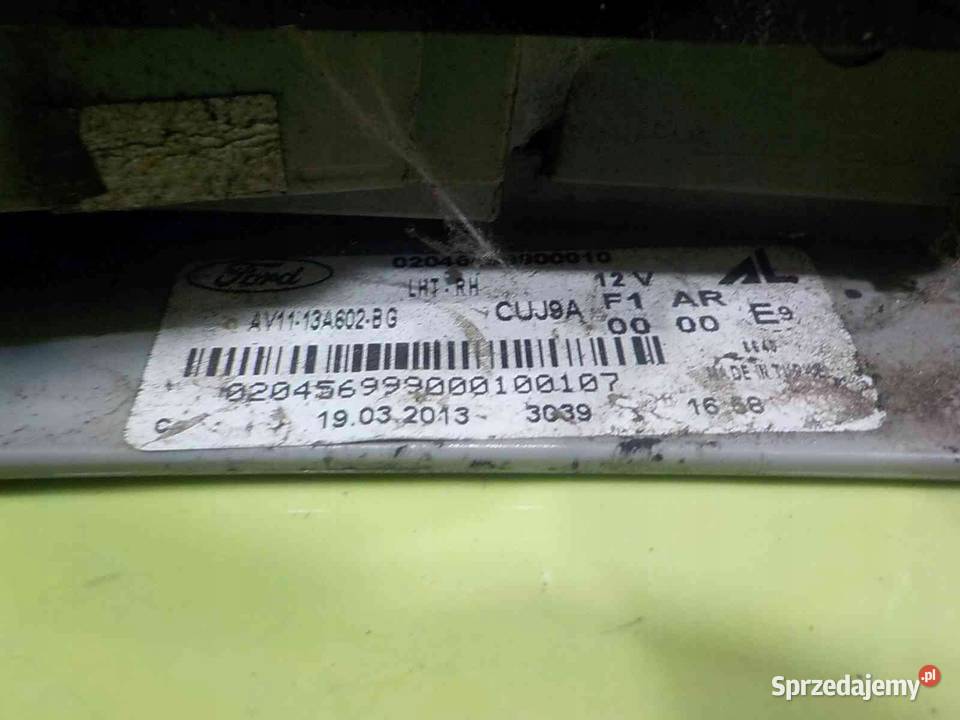 Ford
LHT-RH
12 V
AL
AV11-13A602-BG
CUJ9A
F1 AR
00 00
E9
MADE IN
020456999000100107
19.03.2013 3039 16:58
C
Sprzedajemy.pl